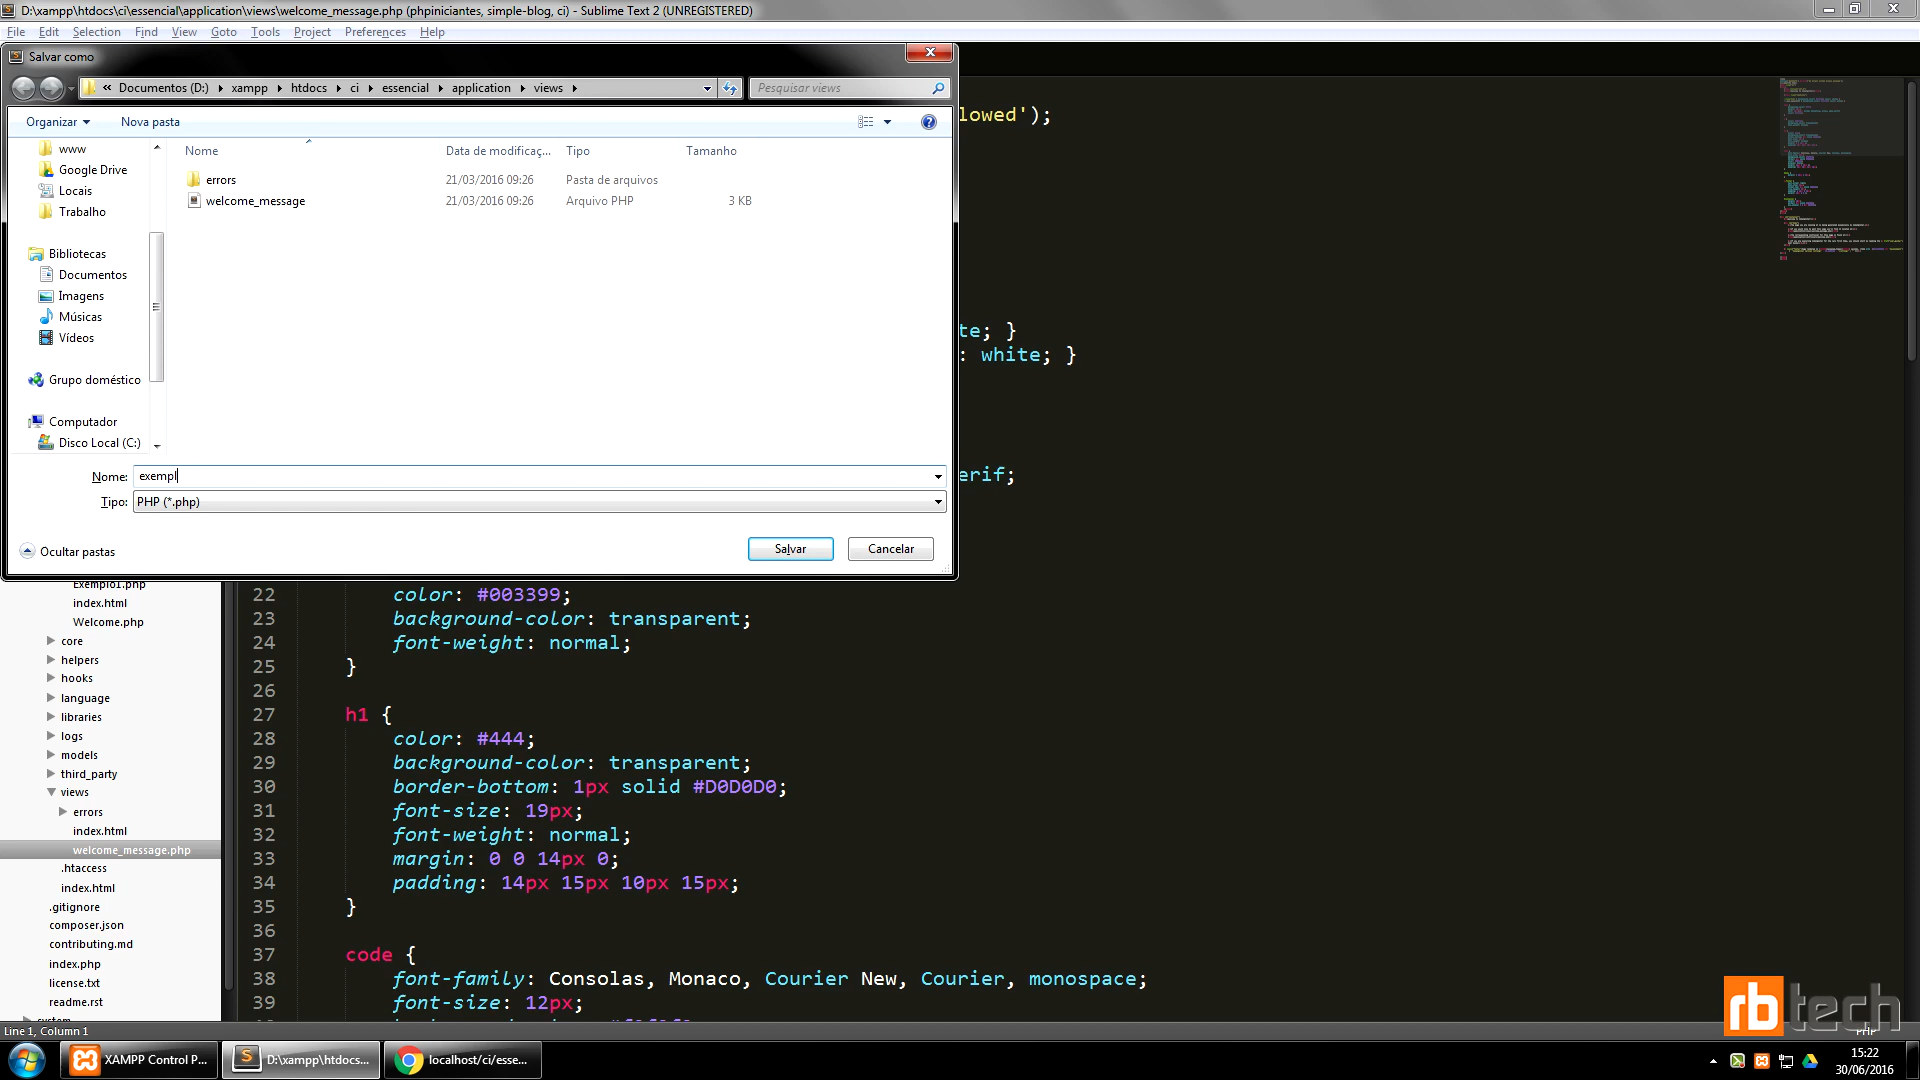 D:\xampp\htdocs\ci\essencial\application\views\welcome_message.php (phpiniciantes, simple-blog, ci) - Sublime Text 2 (UNREGISTERED)
File Edit Selection Find View Goto Tools Project Preferences Help
Salvar como
« Documentos (D:) xampp htdocs ci essencial application views
Pesquisar views
Organizar Nova pasta
www
Google Drive
Locais
Trabalho
Bibliotecas
Documentos
Imagens
Músicas
Vídeos
Grupo doméstico
Computador
Disco Local (C:)
Nome Data de modificaç... Tipo Tamanho
errors 21/03/2016 09:26 Pasta de arquivos
welcome_message 21/03/2016 09:26 Arquivo PHP 3 KB
Nome: exempl
Tipo: PHP (*.php)
Ocultar pastas Salvar Cancelar
lowed');
te; }
: white; }
erif;
Exemplo1.php
index.html
Welcome.php
core
helpers
hooks
language
libraries
logs
models
third_party
views
errors
index.html
welcome_message.php
.htaccess
index.html
.gitignore
composer.json
contributing.md
index.php
license.txt
readme.rst
system
22 color: #003399;
23 background-color: transparent;
24 font-weight: normal;
25 }
26
27 h1 {
28 color: #444;
29 background-color: transparent;
30 border-bottom: 1px solid #D0D0D0;
31 font-size: 19px;
32 font-weight: normal;
33 margin: 0 0 14px 0;
34 padding: 14px 15px 10px 15px;
35 }
36
37 code {
38 font-family: Consolas, Monaco, Courier New, Courier, monospace;
39 font-size: 12px;
rbtech
Line 1, Column 1
PHP
XAMPP Control P...
D:\xampp\htdocs...
localhost/ci/esse...
15:22
30/06/2016